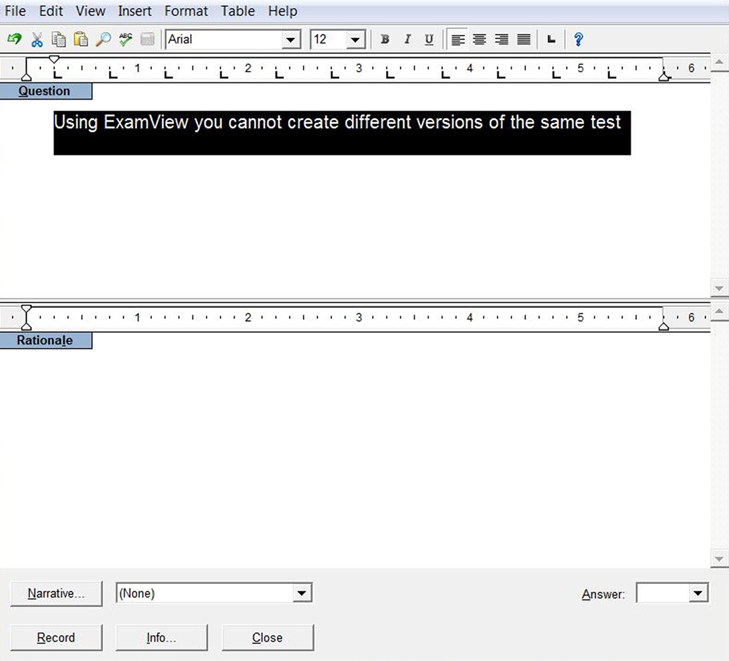 File Edit View Insert Format Table Help
ABC Arial 12 B I U L ?
1 2 3 4 5 6
Question
Using ExamView you cannot create different versions of the same test
1 2 3 4 5 6
Rationale
Narrative... (None) Answer:
Record Info... Close